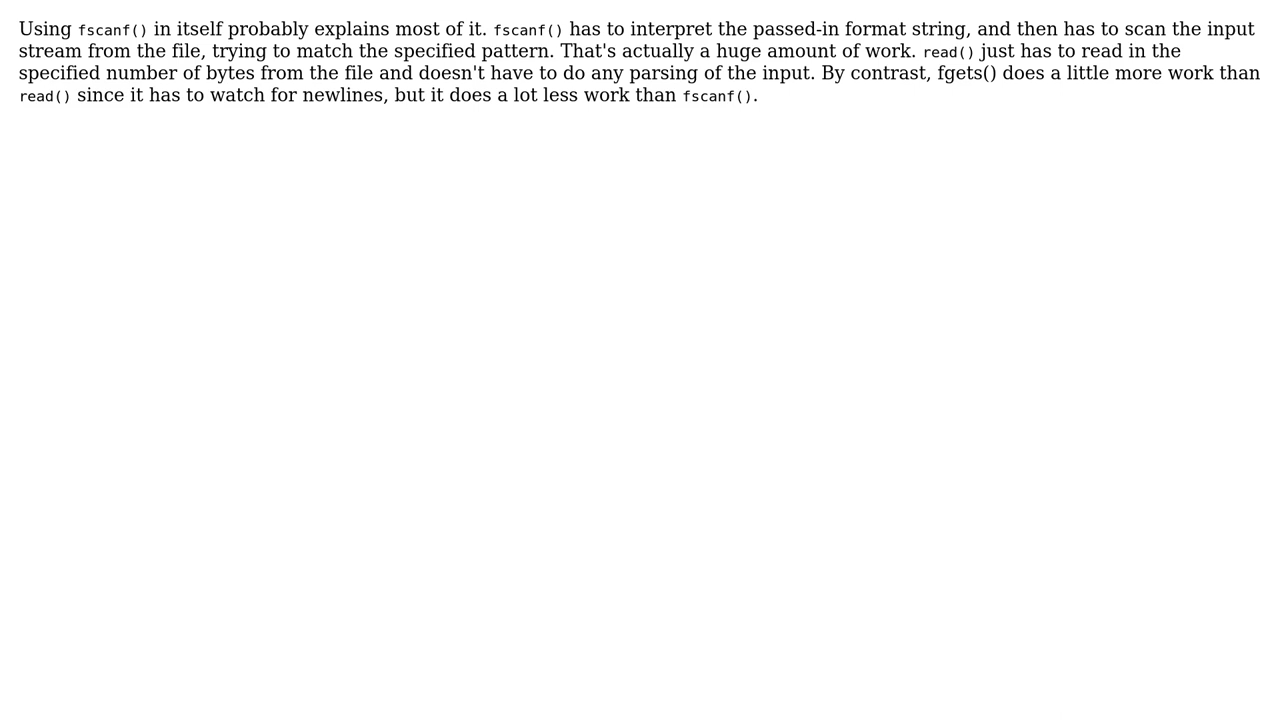 Using fscanf() in itself probably explains most of it. fscanf() has to interpret the passed-in format string, and then has to scan the input
stream from the file, trying to match the specified pattern. That's actually a huge amount of work. read() just has to read in the
specified number of bytes from the file and doesn't have to do any parsing of the input. By contrast, fgets() does a little more work than
read() since it has to watch for newlines, but it does a lot less work than fscanf().